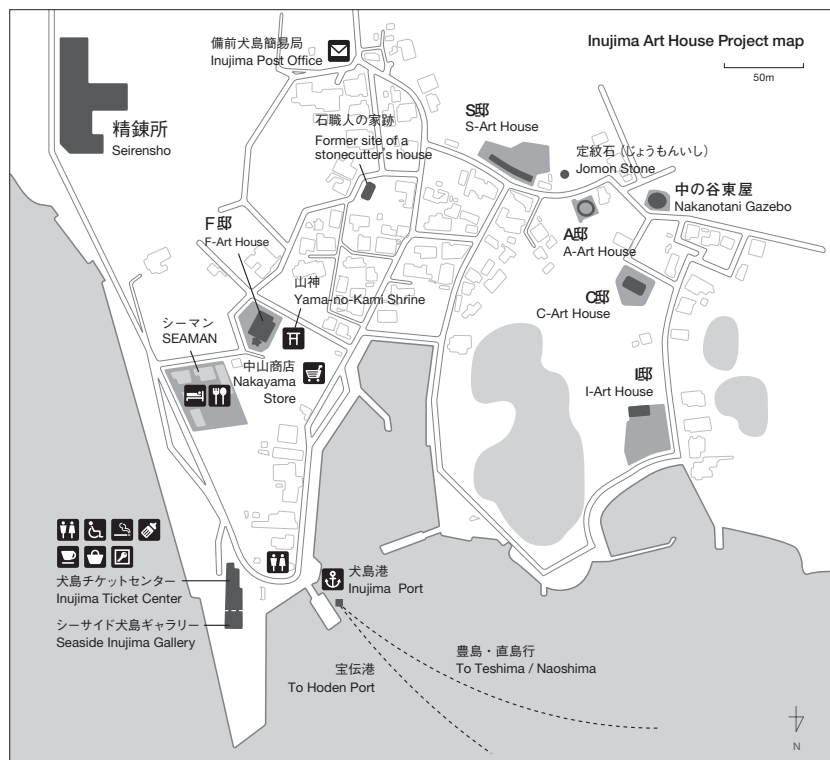 Inujima Art House Project map
50m
備前犬島簡易局
Inujima Post Office
精錬所
Seirensho
石職人の家跡
Former site of a
stonecutter's house
S邸
S-Art House
定紋石（じょうもんいし）
Jomon Stone
中の谷東屋
Nakanotani Gazebo
A邸
A-Art House
F邸
F-Art House
山神
Yama-no-Kami Shrine
C邸
C-Art House
シーマン
SEAMAN
中山商店
Nakayama
Store
I邸
I-Art House
犬島チケットセンター
Inujima Ticket Center
シーサイド犬島ギャラリー
Seaside Inujima Gallery
犬島港
Inujima Port
豊島・直島行
To Teshima / Naoshima
宝伝港
To Hoden Port
N